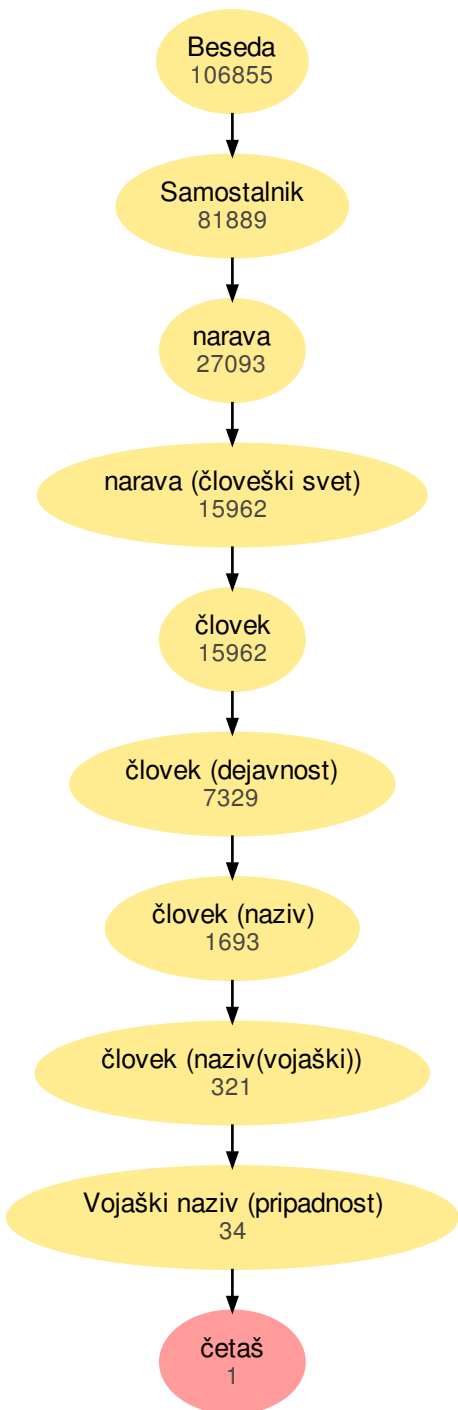 Beseda
106855
Samostalnik
81889
narava
27093
narava (človeški svet)
15962
človek
15962
človek (dejavnost)
7329
človek (naziv)
1693
človek (naziv(vojaški))
321
Vojaški naziv (pripadnost)
34
četaš
1